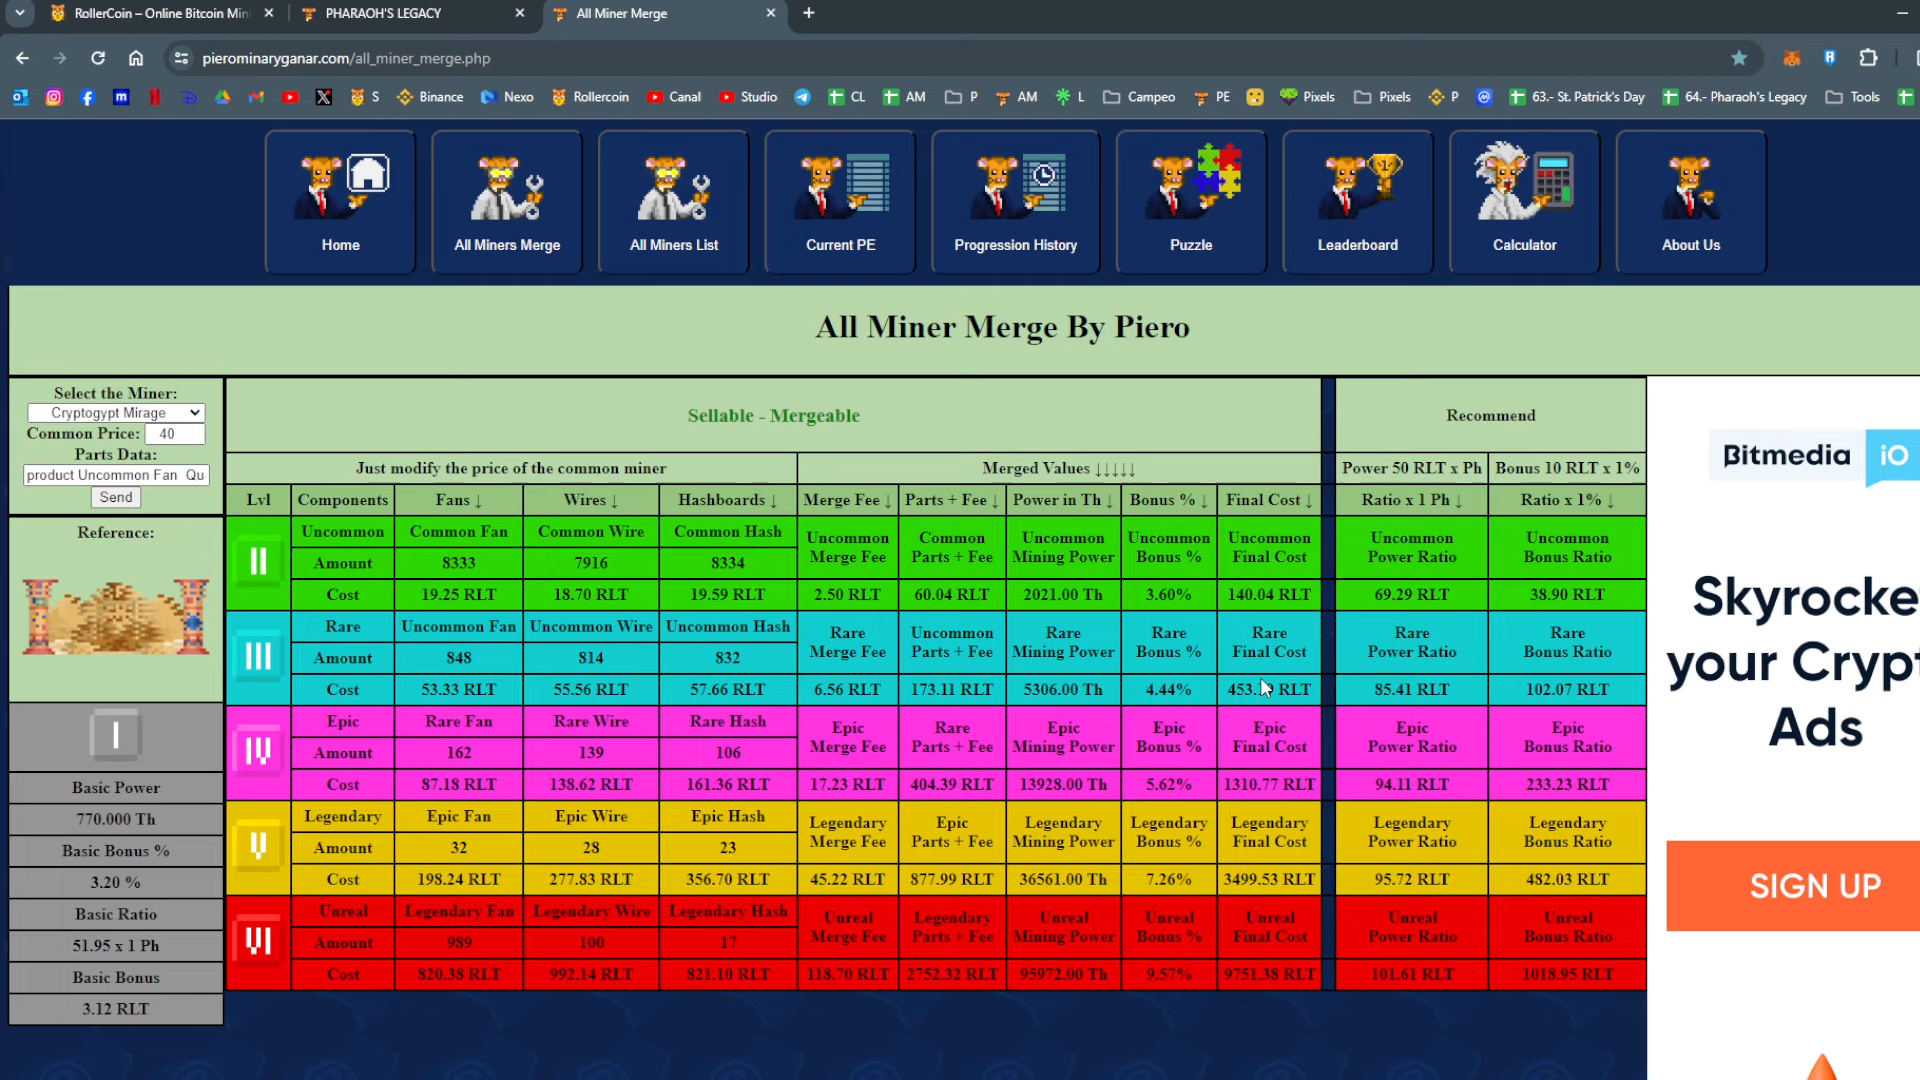 RollerCoin – Online Bitcoin Min
PHARAOH'S LEGACY
All Miner Merge
pierominaryganar.com/all_miner_merge.php
S Binance Nexo Rollercoin Canal Studio CL AM P AM L Campeo PE Pixels Pixels P 63.- St. Patrick's Day 64.- Pharaoh's Legacy Tools
Home All Miners Merge All Miners List Current PE Progression History Puzzle Leaderboard Calculator About Us
All Miner Merge By Piero
Select the Miner:
Cryptogypt Mirage
Common Price: 40
Parts Data:
product Uncommon Fan Qu
Send
Reference:
I
Basic Power
770.000 Th
Basic Bonus %
3.20 %
Basic Ratio
51.95 x 1 Ph
Basic Bonus
3.12 RLT
Sellable - Mergeable Recommend
Just modify the price of the common miner Merged Values ↓↓↓↓↓ Power 50 RLT x Ph Bonus 10 RLT x 1%
Lvl Components Fans ↓ Wires ↓ Hashboards ↓ Merge Fee ↓ Parts + Fee ↓ Power in Th ↓ Bonus % ↓ Final Cost ↓ Ratio x 1 Ph ↓ Ratio x 1% ↓
II Uncommon Common Fan Common Wire Common Hash Uncommon Merge Fee Common Parts + Fee Uncommon Mining Power Uncommon Bonus % Uncommon Final Cost Uncommon Power Ratio Uncommon Bonus Ratio
Amount 8333 7916 8334
Cost 19.25 RLT 18.70 RLT 19.59 RLT 2.50 RLT 60.04 RLT 2021.00 Th 3.60% 140.04 RLT 69.29 RLT 38.90 RLT
III Rare Uncommon Fan Uncommon Wire Uncommon Hash Rare Merge Fee Uncommon Parts + Fee Rare Mining Power Rare Bonus % Rare Final Cost Rare Power Ratio Rare Bonus Ratio
Amount 848 814 832
Cost 53.33 RLT 55.56 RLT 57.66 RLT 6.56 RLT 173.11 RLT 5306.00 Th 4.44% RLT 85.41 RLT 102.07 RLT
IV Epic Rare Fan Rare Wire Rare Hash Epic Merge Fee Rare Parts + Fee Epic Mining Power Epic Bonus % Epic Final Cost Epic Power Ratio Epic Bonus Ratio
Amount 162 139 106
Cost 87.18 RLT 138.62 RLT 161.36 RLT 17.23 RLT 404.39 RLT 13928.00 Th 5.62% 1310.77 RLT 94.11 RLT 233.23 RLT
V Legendary Epic Fan Epic Wire Epic Hash Legendary Merge Fee Epic Parts + Fee Legendary Mining Power Legendary Bonus % Legendary Final Cost Legendary Power Ratio Legendary Bonus Ratio
Amount 32 28 23
Cost 198.24 RLT 277.83 RLT 356.70 RLT 45.22 RLT 877.99 RLT 36561.00 Th 7.26% 3499.53 RLT 95.72 RLT 482.03 RLT
VI Unreal Legendary Fan Legendary Wire Legendary Hash Unreal Merge Fee Legendary Parts + Fee Unreal Mining Power Unreal Bonus % Unreal Final Cost Unreal Power Ratio Unreal Bonus Ratio
Amount 989 100 17
Cost 820.38 RLT 992.14 RLT 821.10 RLT 118.70 RLT 2752.32 RLT 95972.00 Th 9.57% 9751.38 RLT 101.61 RLT 1018.95 RLT
Bitmedia iO
Skyrocke
your Crypt
Ads
SIGN UP